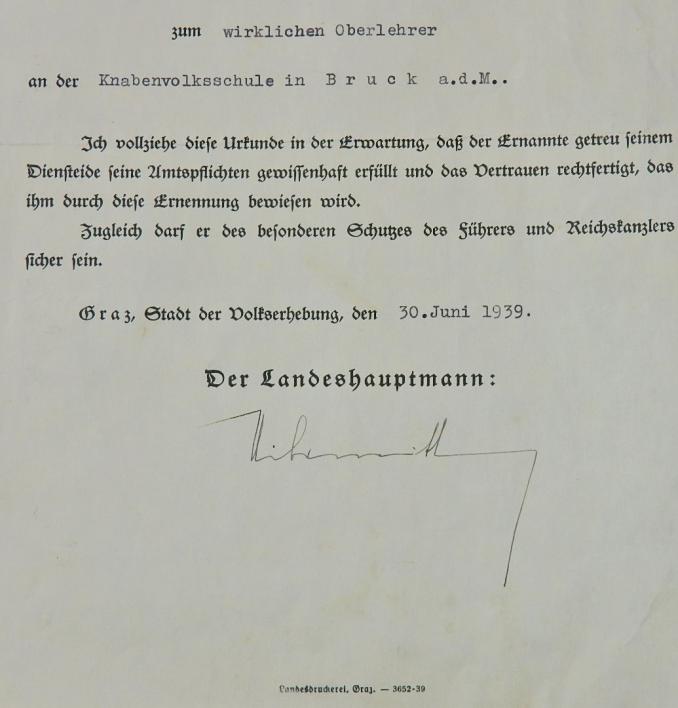 zum wirklichen Oberlehrer
an der Knabenvolksschule in B r u c k a.d.M..
Ich vollziehe diese Urkunde in der Erwartung, daß der Ernannte getreu seinem
Diensteide seine Amtspflichten gewissenhaft erfüllt und das Vertrauen rechtfertigt, das
ihm durch diese Ernennung bewiesen wird.
Zugleich darf er des besonderen Schutzes des Führers und Reichskanzlers
sicher sein.
Graz, Stadt der Volkserhebung, den 30.Juni 1939.
Der Landeshauptmann:
Landesdruckerei, Graz. — 3652-39